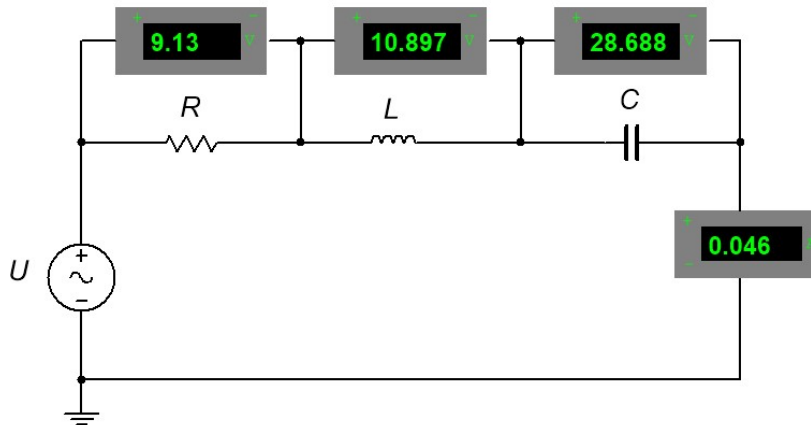 + −
9.13 V
+ −
10.897 V
+ −
28.688 V
R
L
C
+
−
0.046
U
+
−